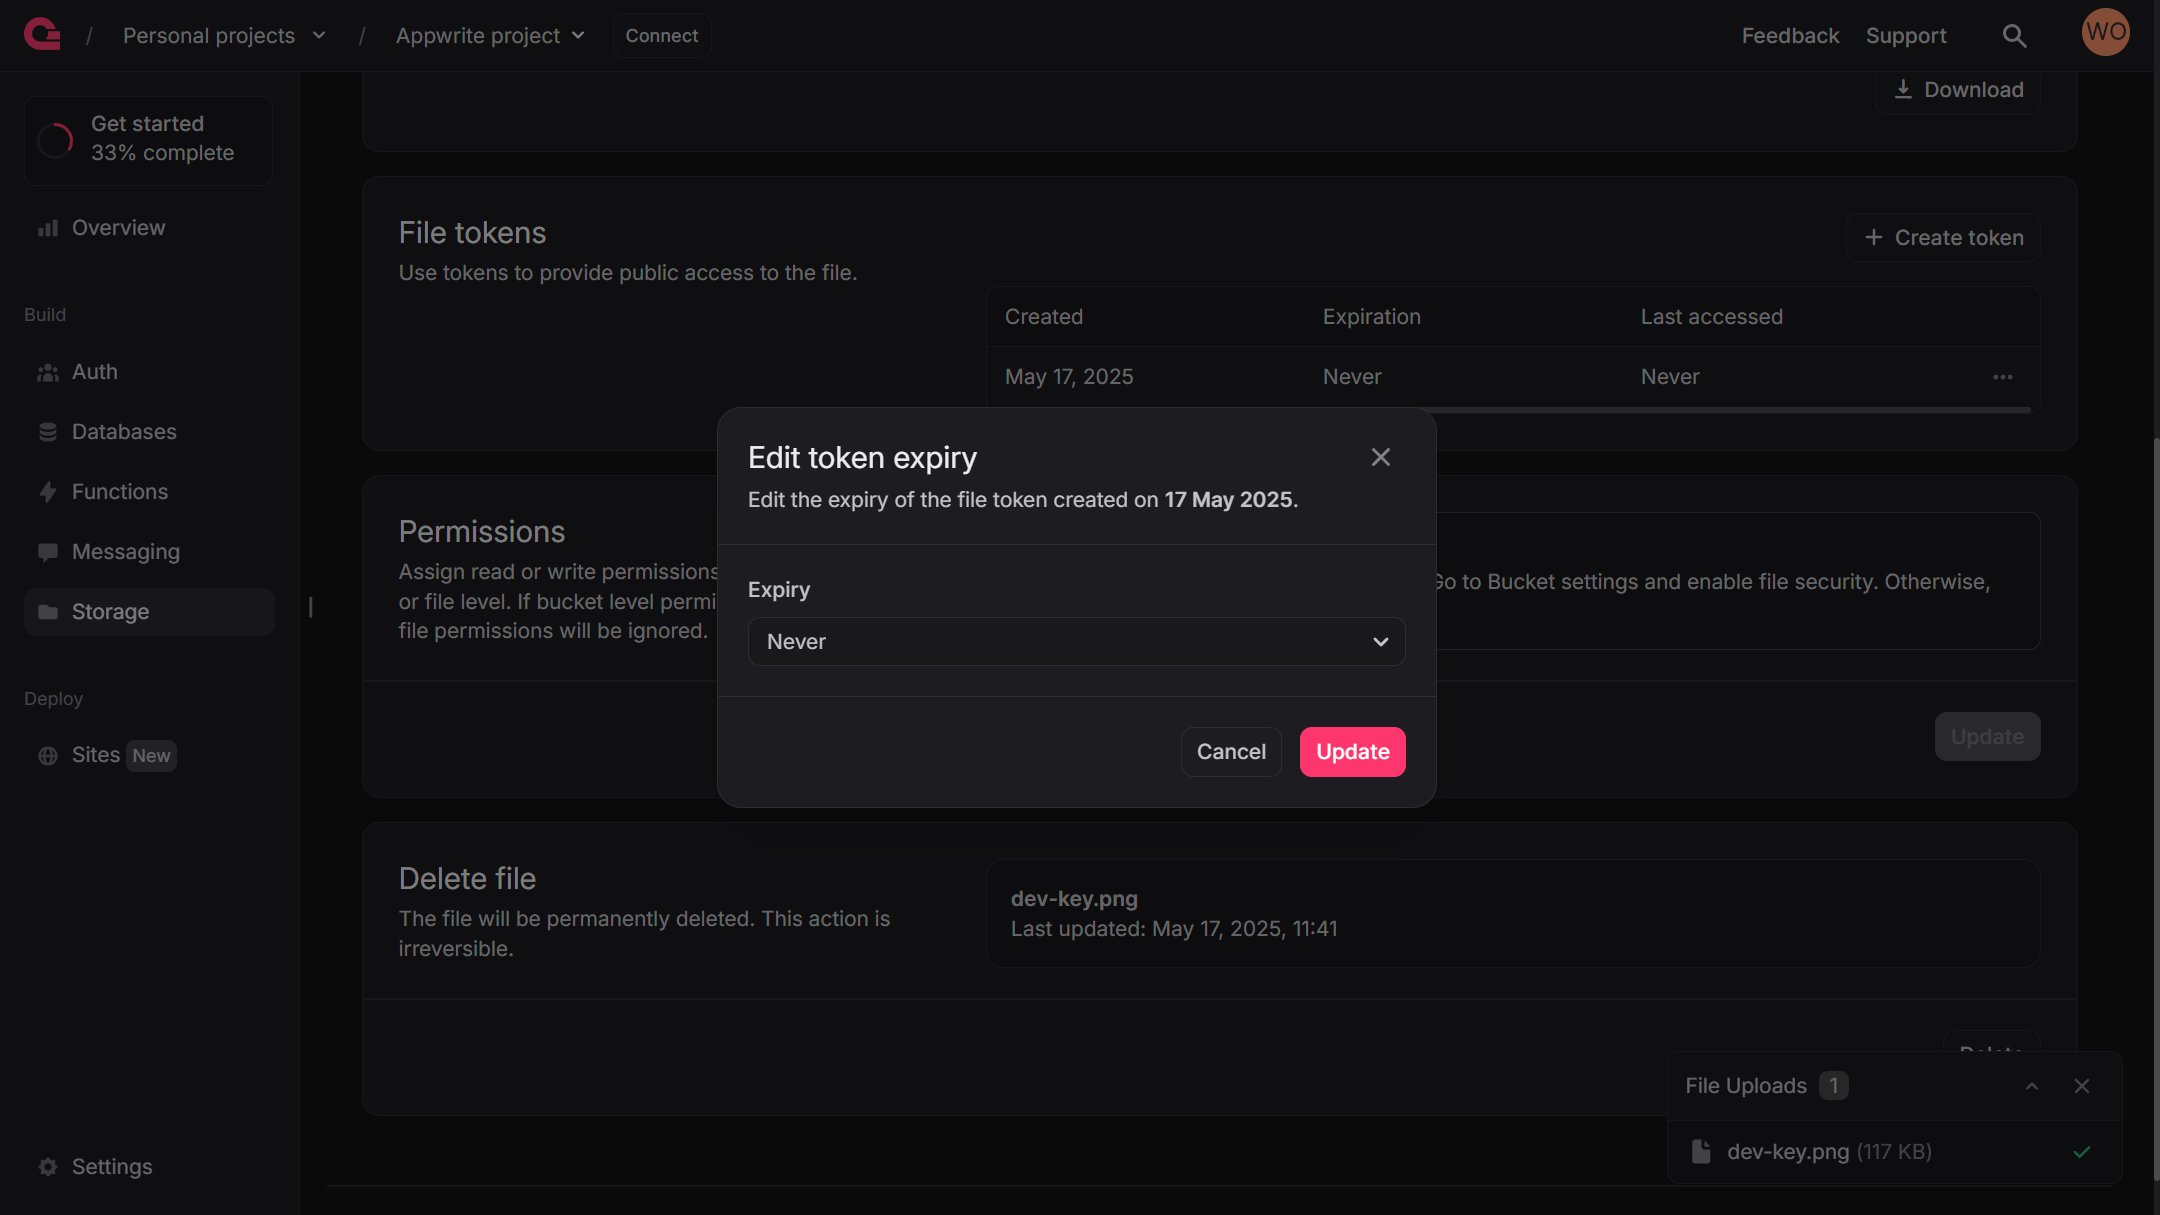 / Personal projects / Appwrite project Connect Feedback Support WO
Get started
33% complete
Overview
Build
Auth
Databases
Functions
Messaging
Storage
Deploy
Sites New
Settings
Download
File tokens
Use tokens to provide public access to the file.
+ Create token
Created Expiration Last accessed
May 17, 2025 Never Never
Permissions
Assign read or write permissions
or file level. If bucket level permi
file permissions will be ignored.
Go to Bucket settings and enable file security. Otherwise,
Update
Edit token expiry
Edit the expiry of the file token created on 17 May 2025.
Expiry
Never
Cancel Update
Delete file
The file will be permanently deleted. This action is
irreversible.
dev-key.png
Last updated: May 17, 2025, 11:41
Delete
File Uploads 1
dev-key.png (117 KB)